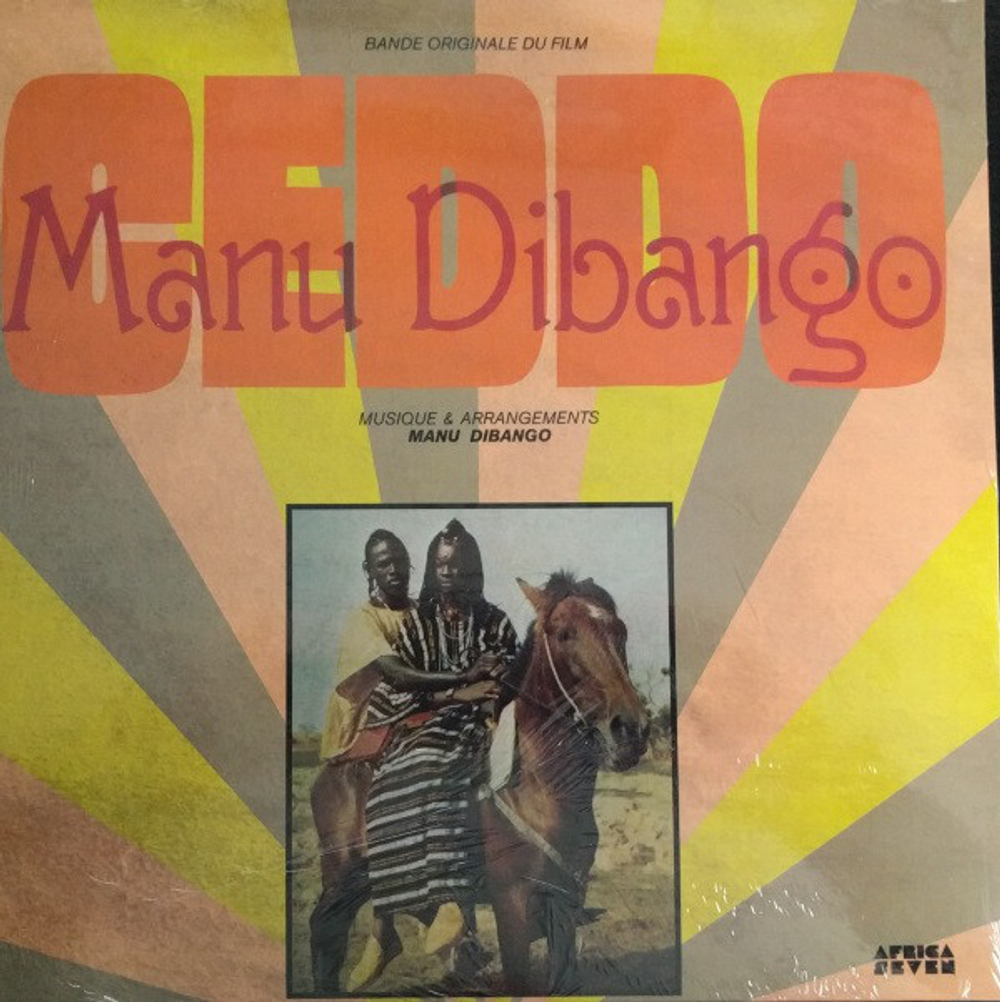 BANDE ORIGINALE DU FILM
CEDDO
Manu Dibango
MUSIQUE & ARRANGEMENTS
MANU DIBANGO
AFRICA
SEVEN